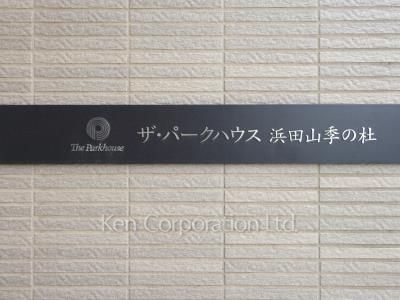 The Parkhouse
ザ・パークハウス 浜田山季の杜
Ken Corporation Ltd.